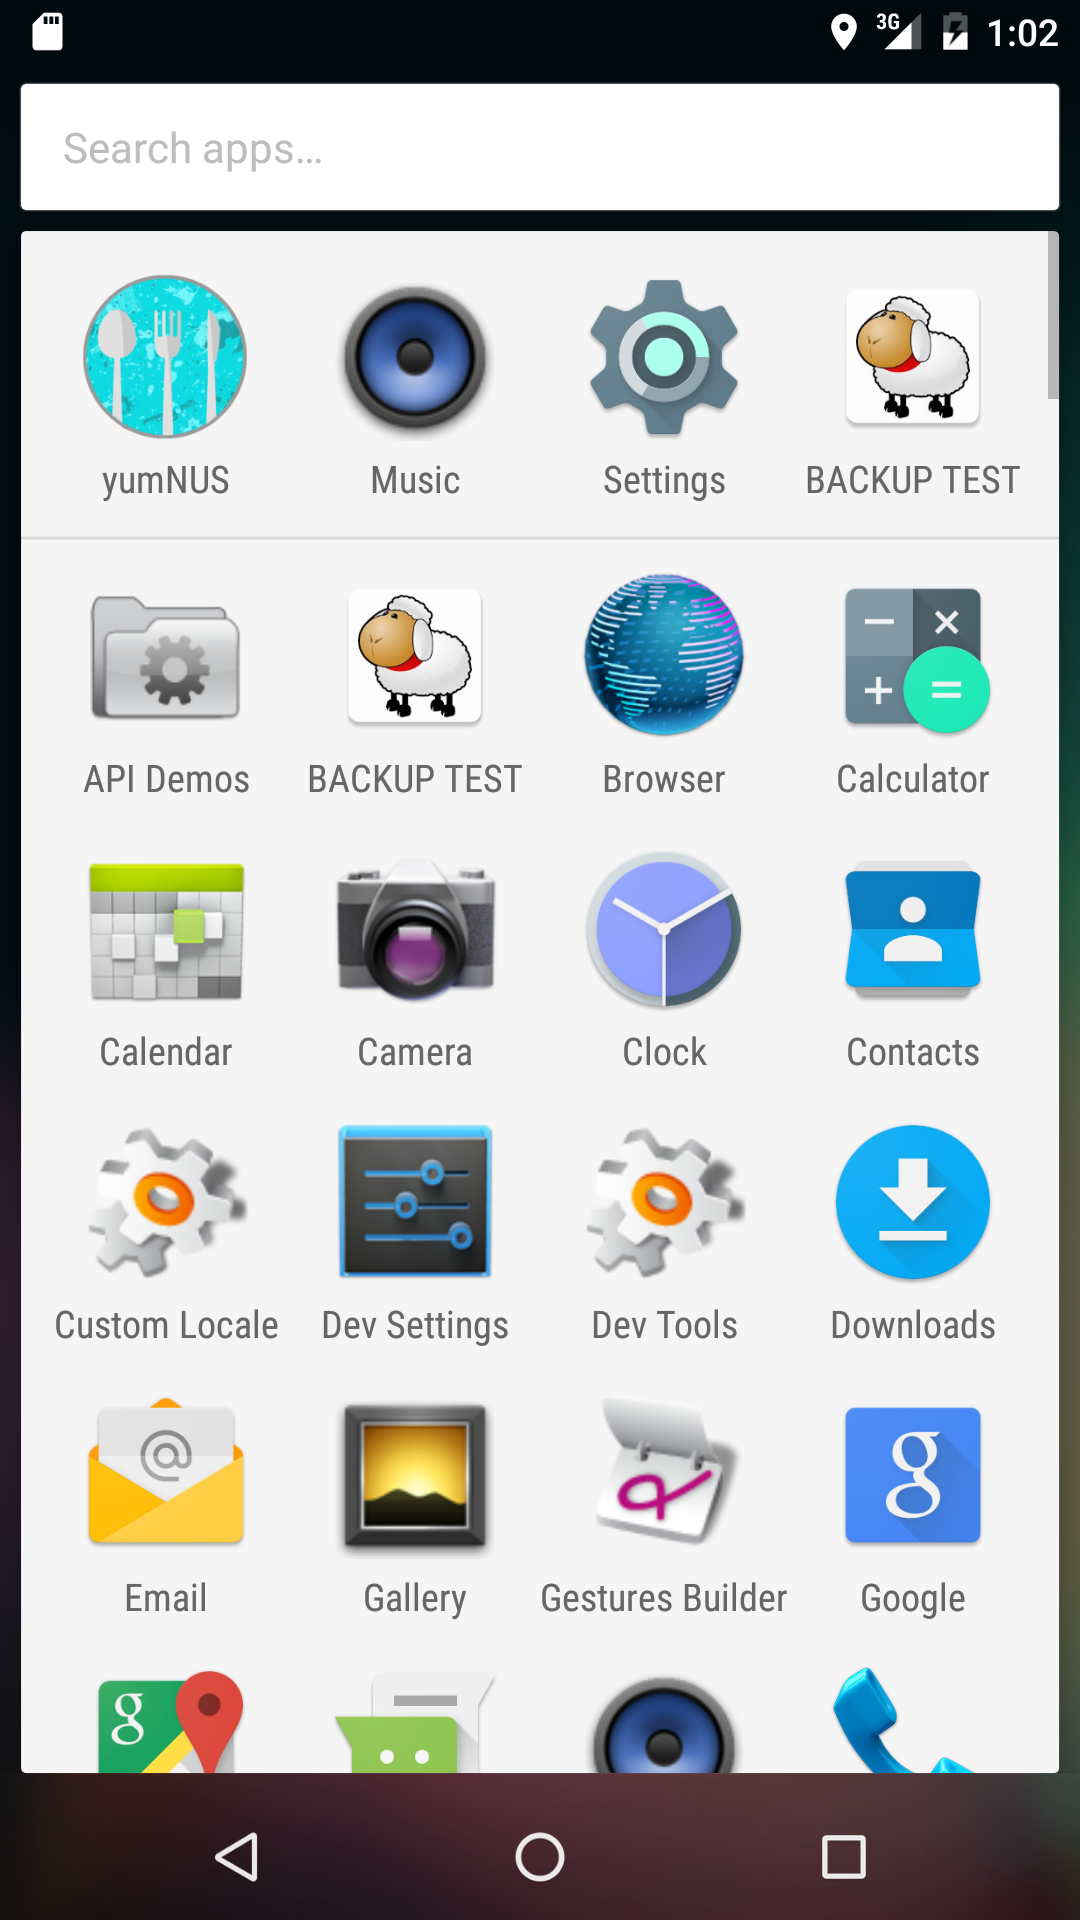 3G 1:02
Search apps...
yumNUS Music Settings BACKUP TEST
API Demos BACKUP TEST Browser Calculator
Calendar Camera Clock Contacts
Custom Locale Dev Settings Dev Tools Downloads
@ g
Email Gallery Gestures Builder Google
g